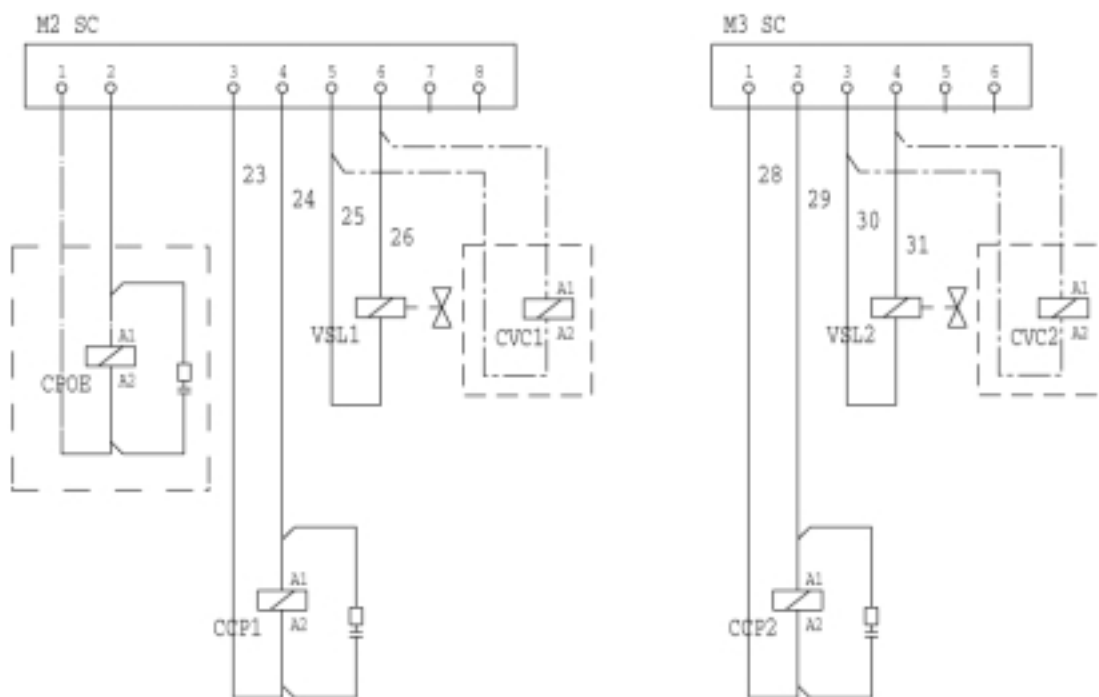 M2 SC
M3 SC
1 2 3 4 5 6 7 8
1 2 3 4 5 6
23
24
25
26
28
29
30
31
VSL1
A1
CVC1
A2
VSL2
A1
CVC2
A2
A1
CPOE
A2
A1
CCP1
A2
A1
CCP2
A2